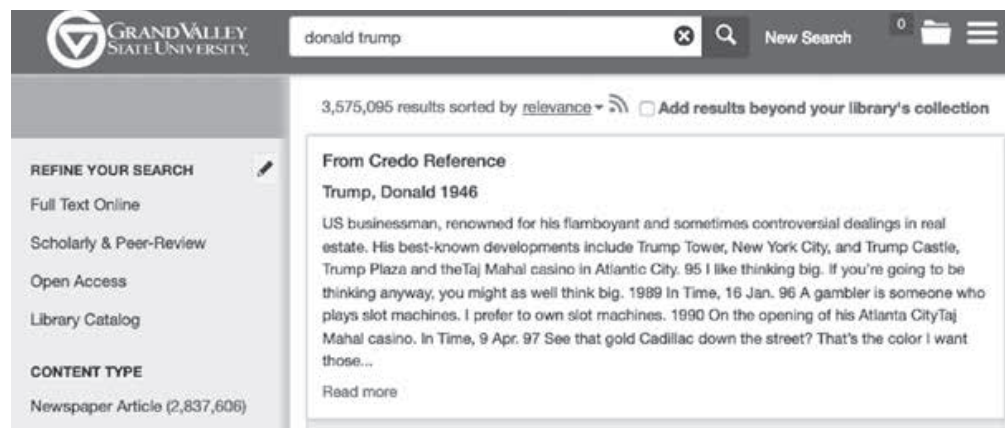 GRAND VALLEY
STATE UNIVERSITY
donald trump
New Search
0
3,575,095 results sorted by relevance
Add results beyond your library's collection
REFINE YOUR SEARCH
Full Text Online
Scholarly & Peer-Review
Open Access
Library Catalog
CONTENT TYPE
Newspaper Article (2,837,606)
From Credo Reference
Trump, Donald 1946
US businessman, renowned for his flamboyant and sometimes controversial dealings in real
estate. His best-known developments include Trump Tower, New York City, and Trump Castle,
Trump Plaza and theTaj Mahal casino in Atlantic City. 95 I like thinking big. If you're going to be
thinking anyway, you might as well think big. 1989 In Time, 16 Jan. 96 A gambler is someone who
plays slot machines. I prefer to own slot machines. 1990 On the opening of his Atlanta CityTaj
Mahal casino. In Time, 9 Apr. 97 See that gold Cadillac down the street? That's the color I want
those...
Read more